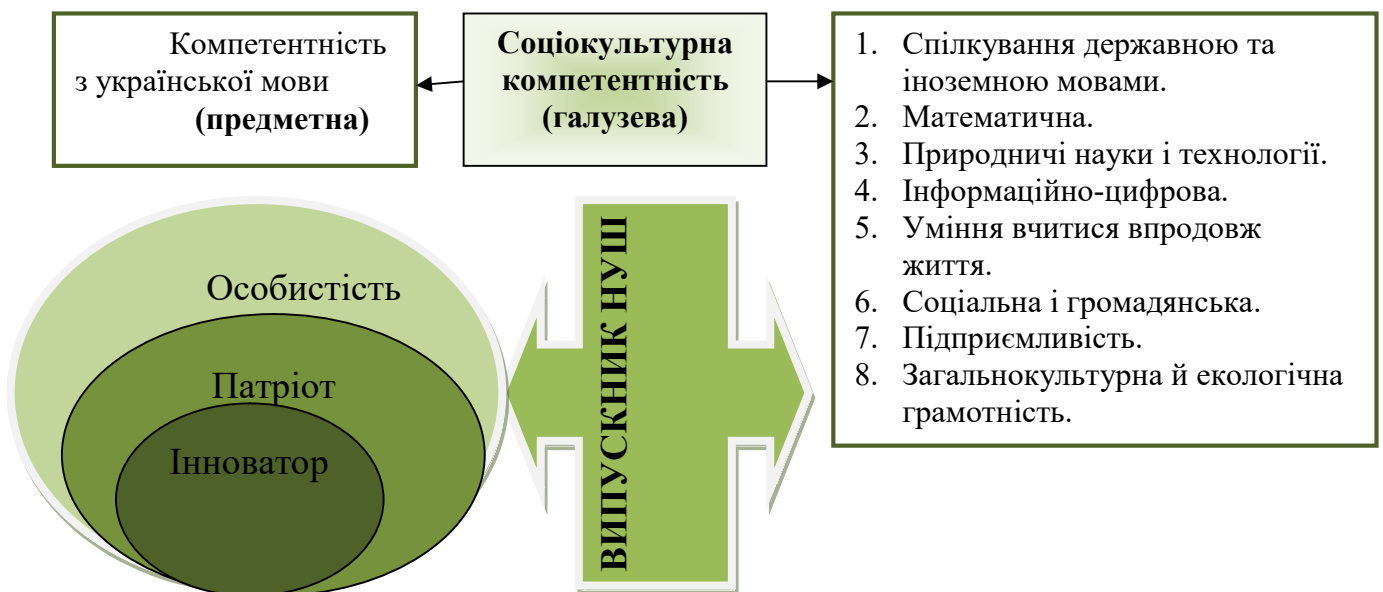 Компетентність
з української мови
(предметна)
Соціокультурна
компетентність
(галузева)
1. Спілкування державною та
іноземною мовами.
2. Математична.
3. Природничі науки і технології.
4. Інформаційно-цифрова.
5. Уміння вчитися впродовж
життя.
6. Соціальна і громадянська.
7. Підприємливість.
8. Загальнокультурна й екологічна
грамотність.
Особистість
Патріот
Інноватор
ВИПУСКНИК НУШ